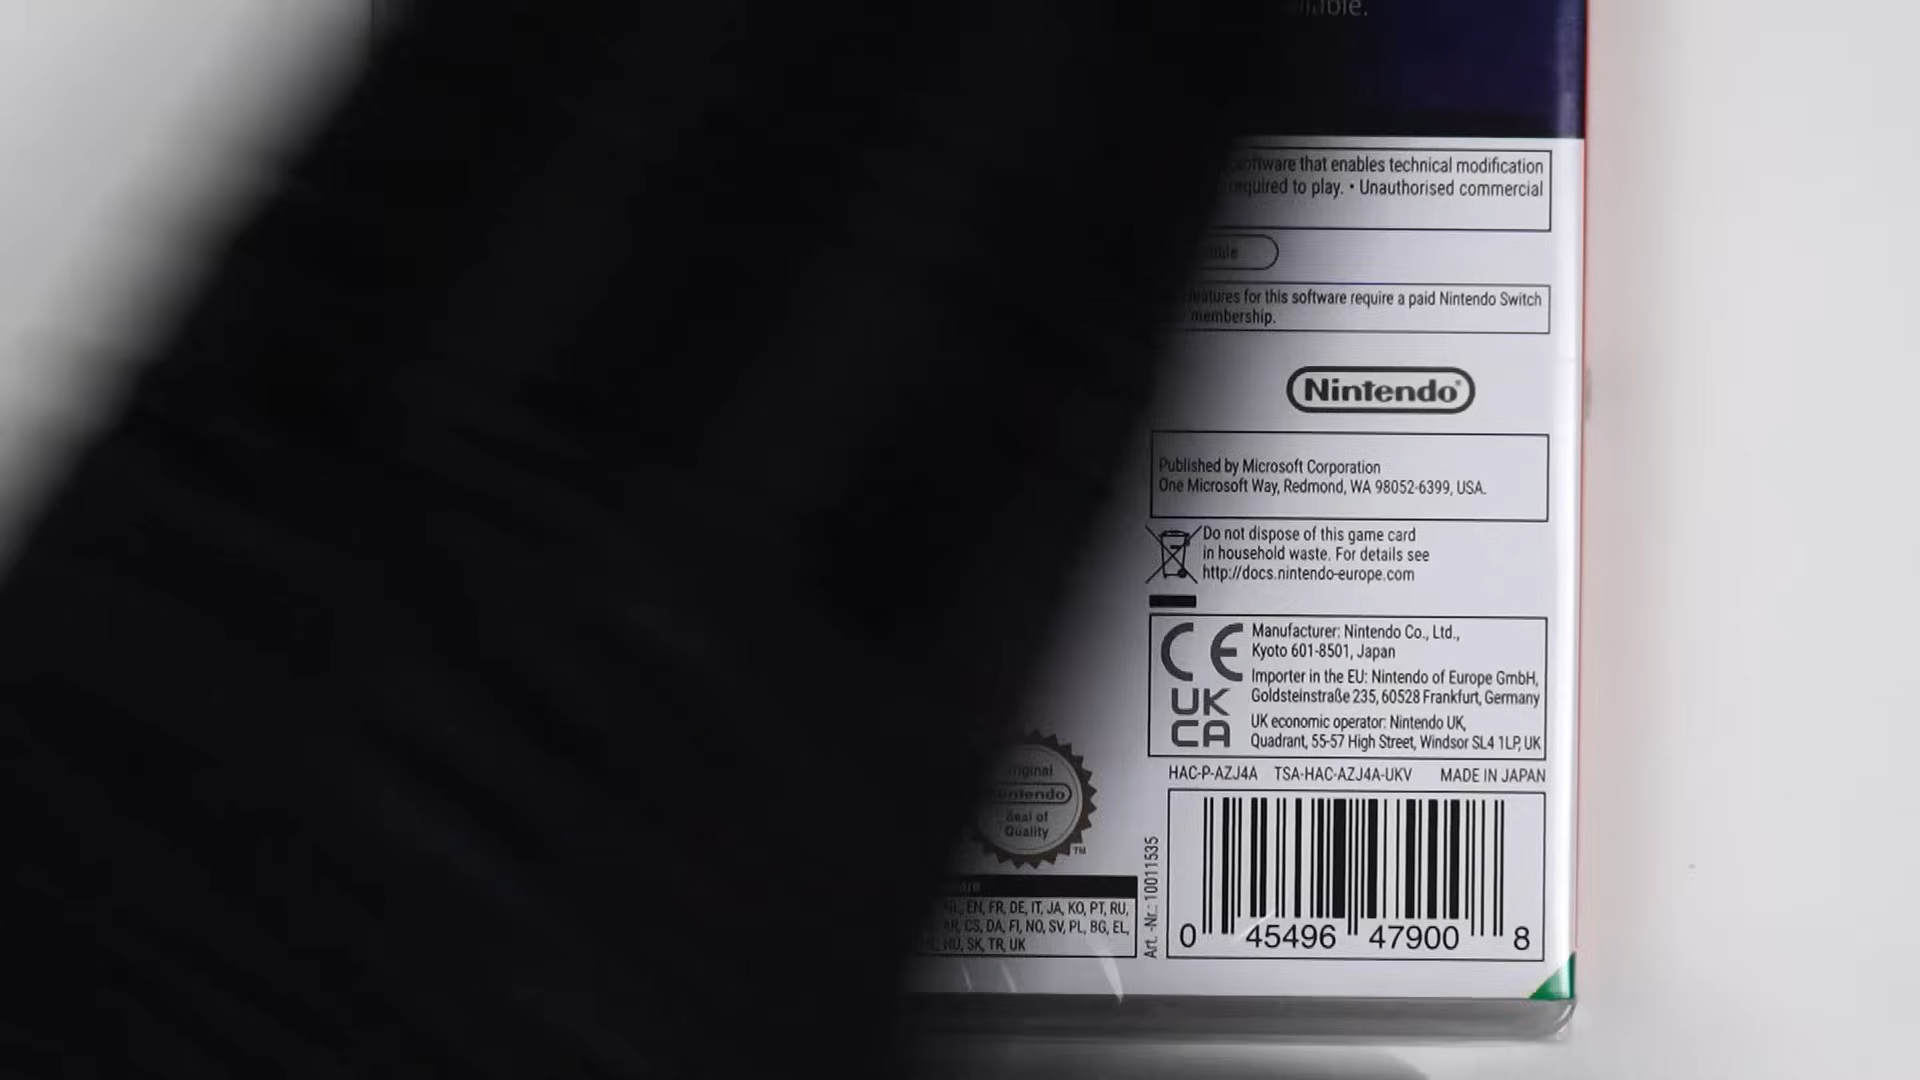 software that enables technical modification
required to play. • Unauthorised commercial
features for this software require a paid Nintendo Switch
membership.
Nintendo®
Published by Microsoft Corporation
One Microsoft Way, Redmond, WA 98052-6399, USA.
Do not dispose of this game card
in household waste. For details see
http://docs.nintendo-europe.com
CE
UK
CA
Manufacturer: Nintendo Co., Ltd.,
Kyoto 601-8501, Japan
Importer in the EU: Nintendo of Europe GmbH,
Goldsteinstraße 235, 60528 Frankfurt, Germany
UK economic operator: Nintendo UK,
Quadrant, 55-57 High Street, Windsor SL4 1LP, UK
HAC-P-AZJ4A TSA-HAC-AZJ4A-UKV MADE IN JAPAN
Original
Nintendo
Seal of
Quality
TM
EN, FR, DE, IT, JA, KO, PT, RU,
AR, CS, DA, FI, NO, SV, PL, BG, EL,
HU, SK, TR, UK
Art. -Nr.: 10011535
0 45496 47900 8